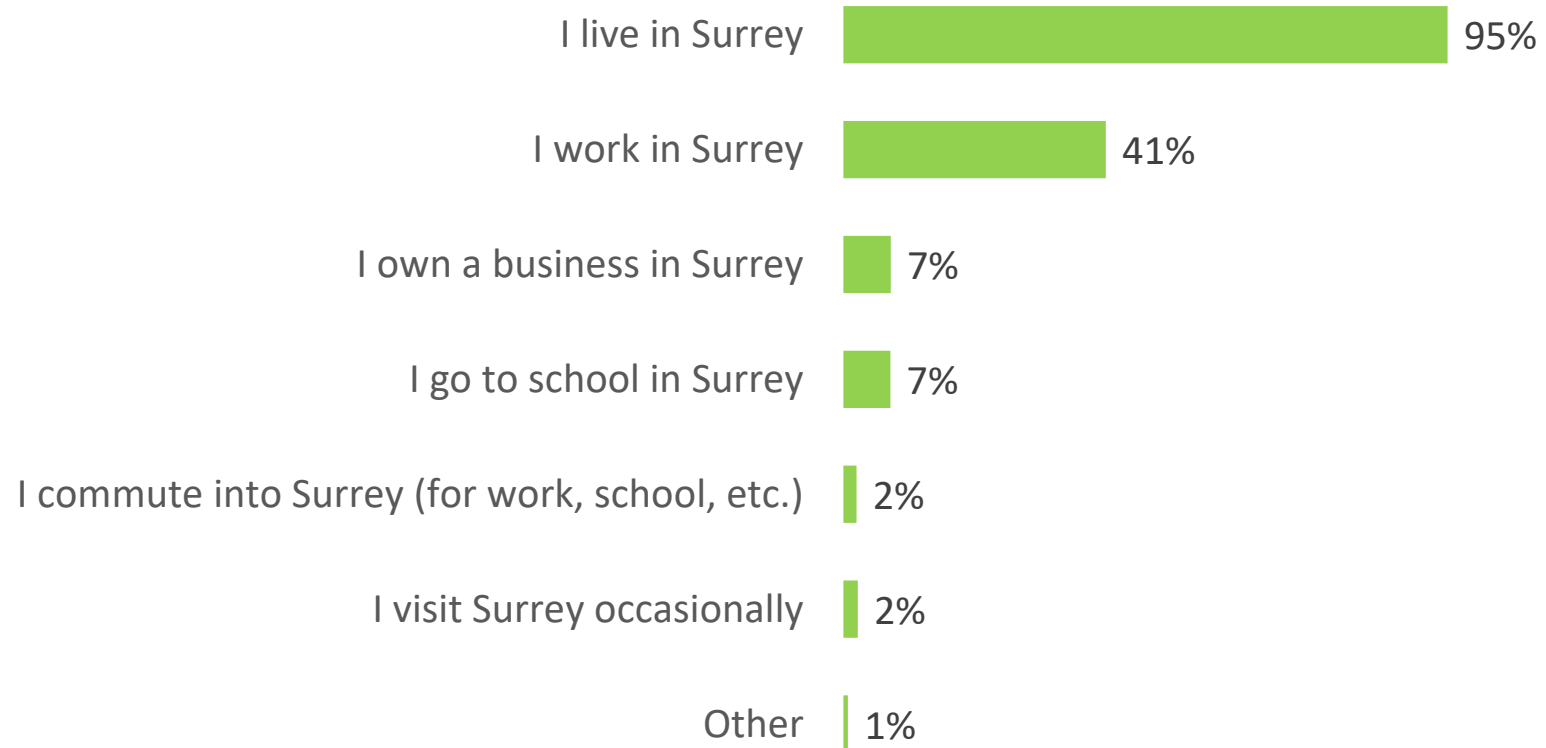 I live in Surrey 95%
I work in Surrey 41%
I own a business in Surrey 7%
I go to school in Surrey 7%
I commute into Surrey (for work, school, etc.) 2%
I visit Surrey occasionally 2%
Other 1%